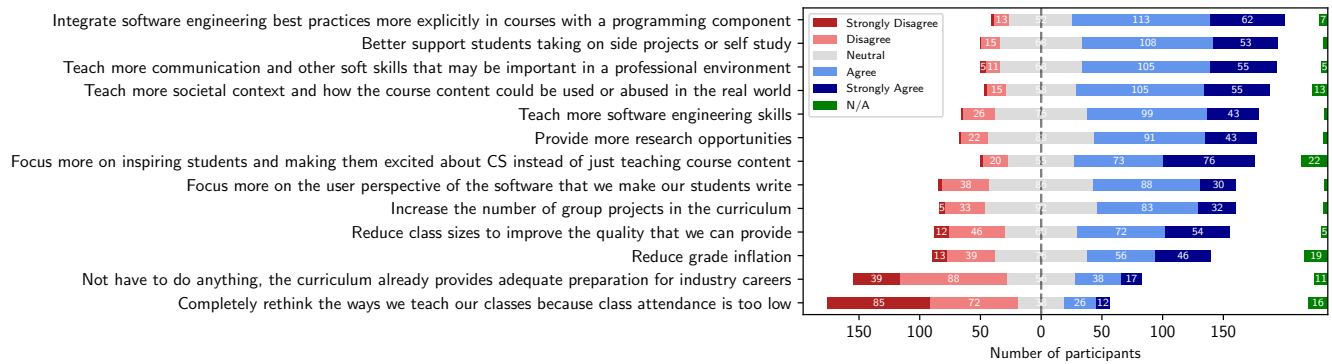 Integrate software engineering best practices more explicitly in courses with a programming component 13 113 62 7
Better support students taking on side projects or self study 15 108 53
Teach more communication and other soft skills that may be important in a professional environment 5 11 105 55 5
Teach more societal context and how the course content could be used or abused in the real world 15 105 55 13
Teach more software engineering skills 26 99 43
Provide more research opportunities 22 91 43
Focus more on inspiring students and making them excited about CS instead of just teaching course content 20 73 76 22
Focus more on the user perspective of the software that we make our students write 38 88 30
Increase the number of group projects in the curriculum 5 33 83 32
Reduce class sizes to improve the quality that we can provide 12 46 72 54 5
Reduce grade inflation 13 39 56 46 19
Not have to do anything, the curriculum already provides adequate preparation for industry careers 39 88 38 17 11
Completely rethink the ways we teach our classes because class attendance is too low 85 72 26 12 16
Strongly Disagree
Disagree
Neutral
Agree
Strongly Agree
N/A
150 100 50 0 50 100 150
Number of participants